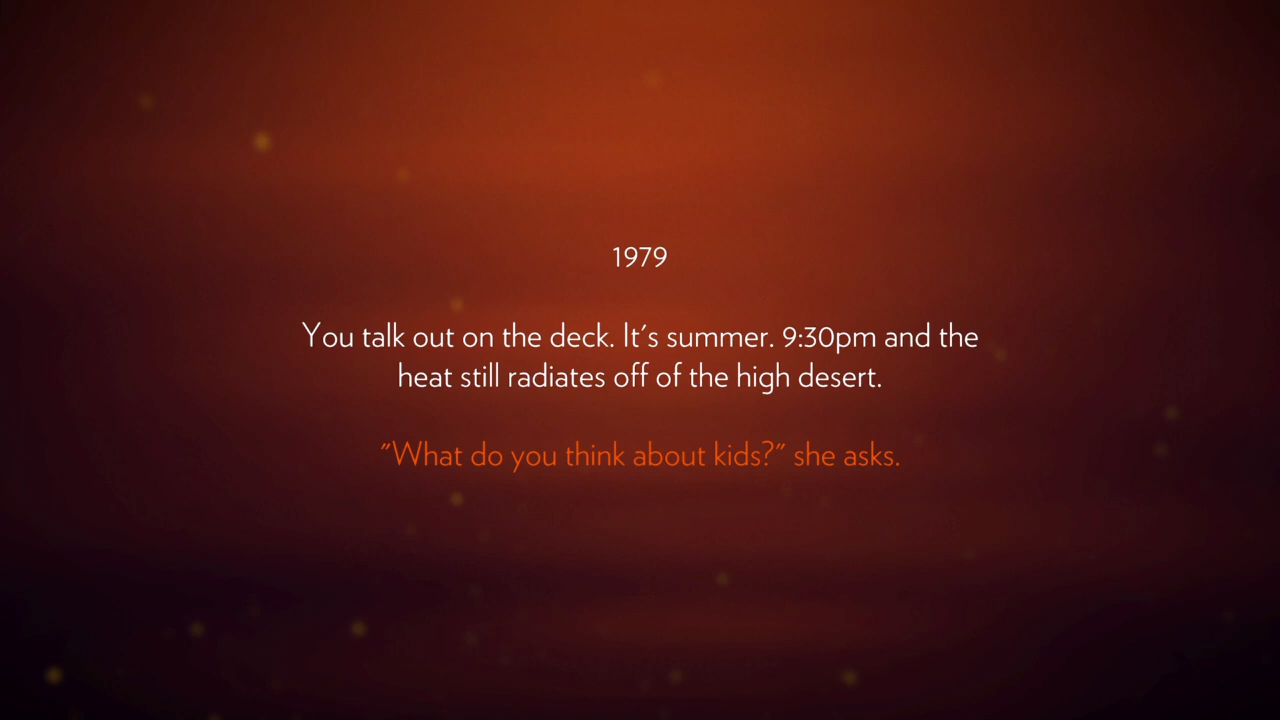 1979
You talk out on the deck. It's summer. 9:30pm and the
heat still radiates off of the high desert.
"What do you think about kids?" she asks.